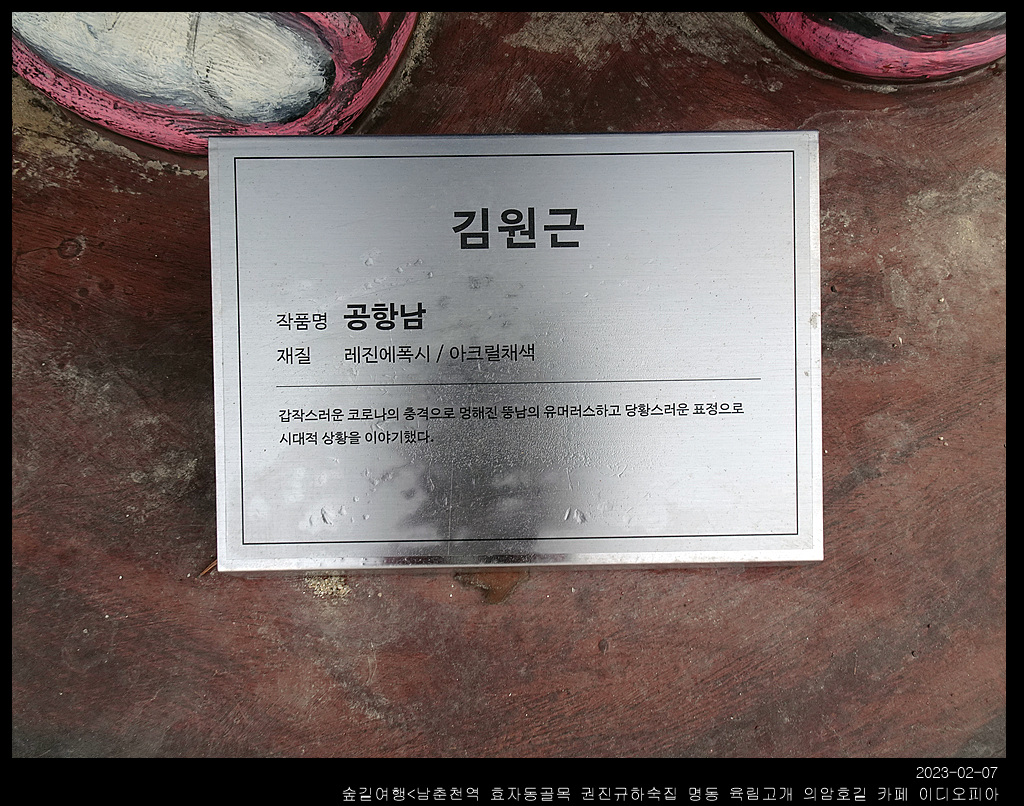 김원근
작품명 공항남
재질 레진에폭시 / 아크릴채색
갑작스러운 코로나의 충격으로 멍해진 뚱남의 유머러스하고 당황스러운 표정으로
시대적 상황을 이야기했다.
2023-02-07
숲길여행<남춘천역 효자동골목 권진규하숙집 명동 육림고개 의암호길 카페 이디오피아